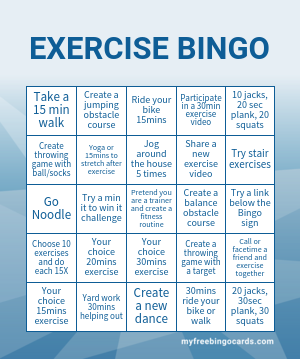 EXERCISE BINGO
Take a
15 min
walk
Create a
jumping
obstacle
course
Ride your
bike
15mins
Participate
in a 30min
exercise
video
10 jacks,
20 sec
plank, 20
squats
Create
throwing
game with
ball/socks
Yoga or
15mins to
stretch after
exercise
Jog
around
the house
5 times
Share a
new
exercise
video
Try stair
exercises
Go
Noodle
Try a min
it to win it
challenge
Pretend you
are a trainer
and create a
fitness
routine
Create a
balance
obstacle
course
Try a link
below the
Bingo
sign
Choose 10
exercises
and do
each 15X
Your
choice
20mins
exercise
Your
choice
30mins
exercise
Create a
throwing
game with
a target
Call or
facetime a
friend and
exercise
together
Your
choice
15mins
exercise
Yard work
30mins
helping out
Create
a new
dance
30mins
ride your
bike or
walk
20 jacks,
30sec
plank, 30
squats
myfreebingocards.com